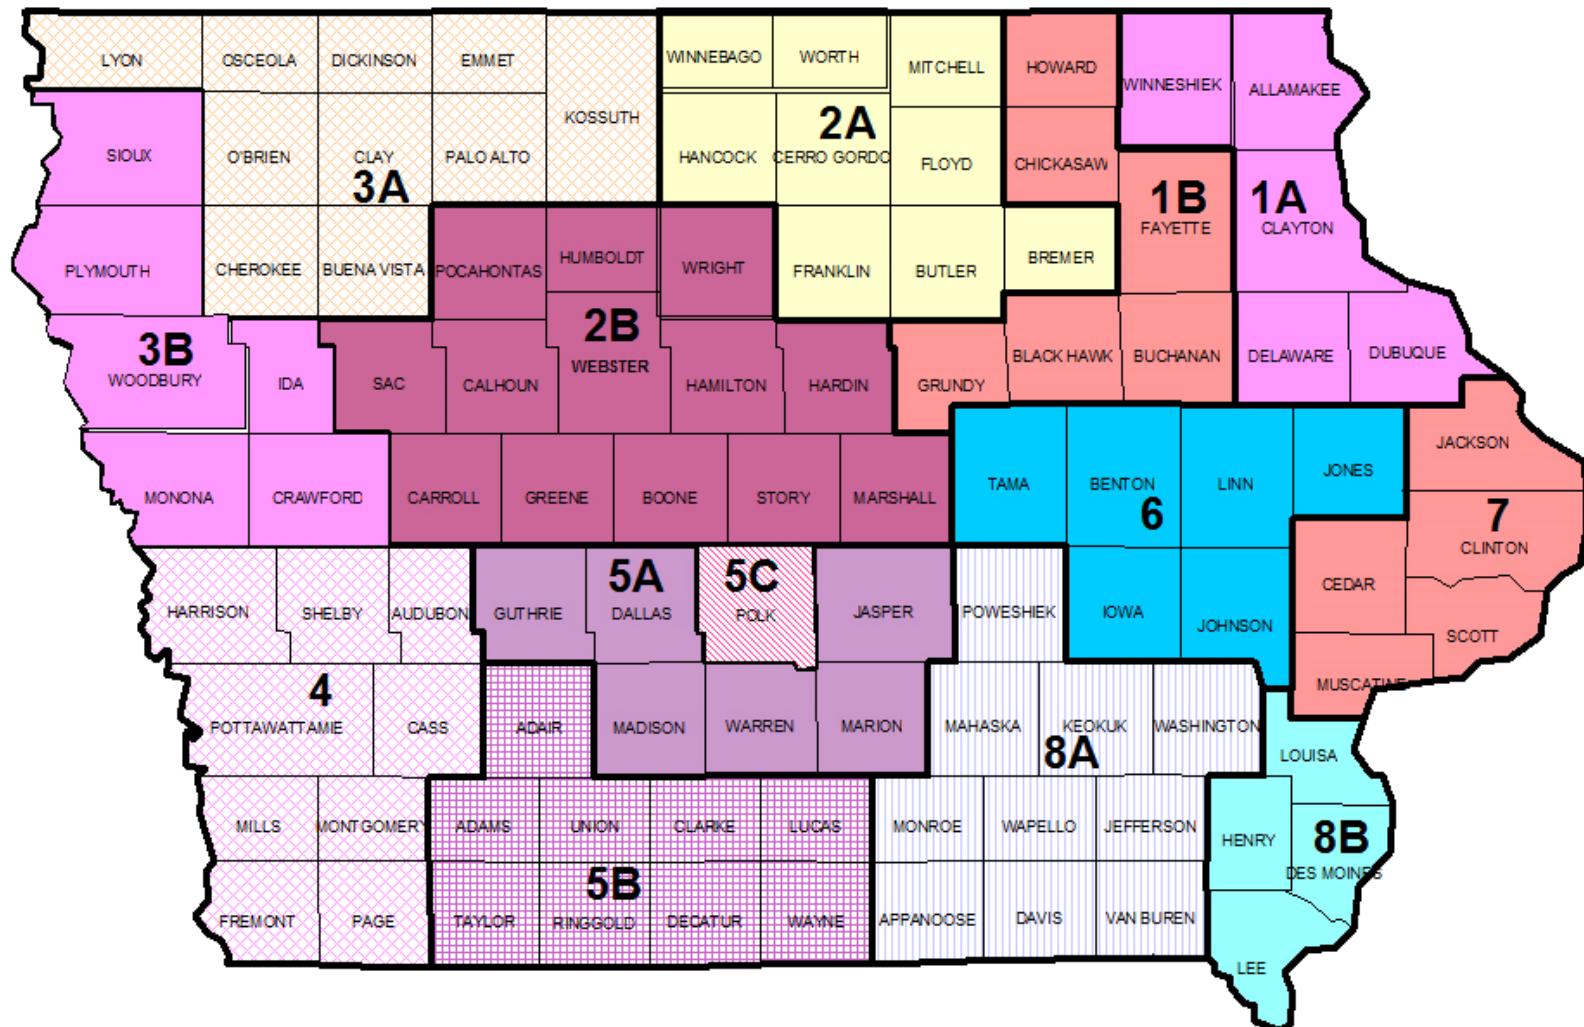 LYON
OSCEOLA
DICKINSON
EMMET
KOSSUTH
WINNEBAGO
WORTH
MITCHELL
HOWARD
WINNESHIEK
ALLAMAKEE
SIOUX
O'BRIEN
CLAY
PALO ALTO
3A
HANCOCK
2A
CERRO GORDO
FLOYD
CHICKASAW
1B
FAYETTE
1A
CLAYTON
PLYMOUTH
CHEROKEE
BUENA VISTA
POCAHONTAS
HUMBOLDT
WRIGHT
FRANKLIN
BUTLER
BREMER
3B
WOODBURY
IDA
SAC
CALHOUN
2B
WEBSTER
HAMILTON
HARDIN
GRUNDY
BLACK HAWK
BUCHANAN
DELAWARE
DUBUQUE
MONONA
CRAWFORD
CARROLL
GREENE
BOONE
STORY
MARSHALL
TAMA
BENTON
6
LINN
JONES
JACKSON
7
CLINTON
HARRISON
SHELBY
AUDUBON
GUTHRIE
5A
DALLAS
5C
POLK
JASPER
POWESHIEK
IOWA
JOHNSON
CEDAR
SCOTT
MUSCATINE
4
POTTAWATTAMIE
CASS
ADAIR
MADISON
WARREN
MARION
MAHASKA
KEOKUK
WASHINGTON
8A
LOUISA
MILLS
MONTGOMERY
ADAMS
UNION
CLARKE
LUCAS
MONROE
WAPELLO
JEFFERSON
HENRY
8B
DES MOINES
FREMONT
PAGE
TAYLOR
5B
RINGGOLD
DECATUR
WAYNE
APPANOOSE
DAVIS
VAN BUREN
LEE